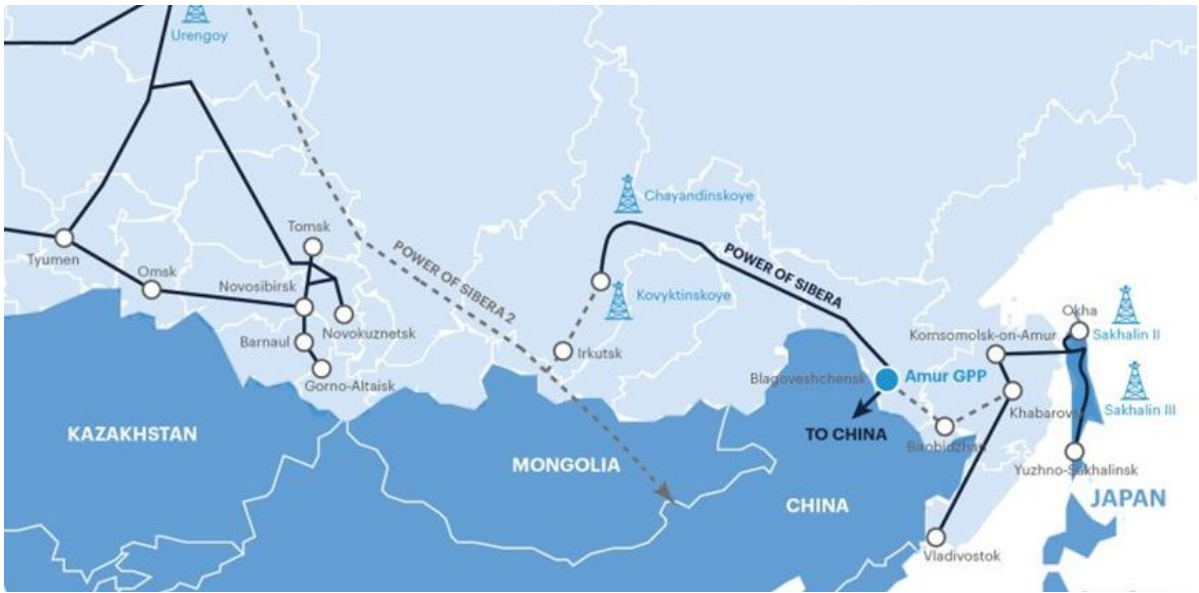 Urengoy
Chayandinskoye
Tomsk
POWER OF SIBERA 2
POWER OF SIBERA
Tyumen
Omsk
Novosibirsk
Kovyktinskoye
Novokuznetsk
Okha
Komsomolsk-on-Amur
Sakhalin II
Barnaul
Irkutsk
Gorno-Altaisk
Blagoveshchensk
Amur GPP
Sakhalin III
Khabarov
KAZAKHSTAN
TO CHINA
Birobidzhan
MONGOLIA
Yuzhno-Sakhalinsk
CHINA
JAPAN
Vladivostok